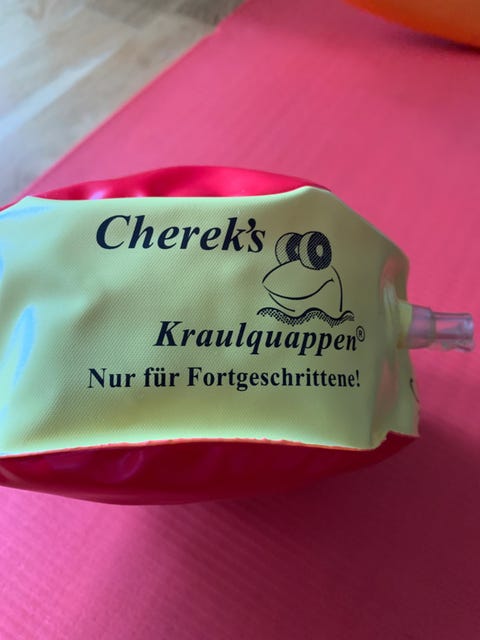 Cherek's
Kraulquappen®
Nur für Fortgeschrittene!